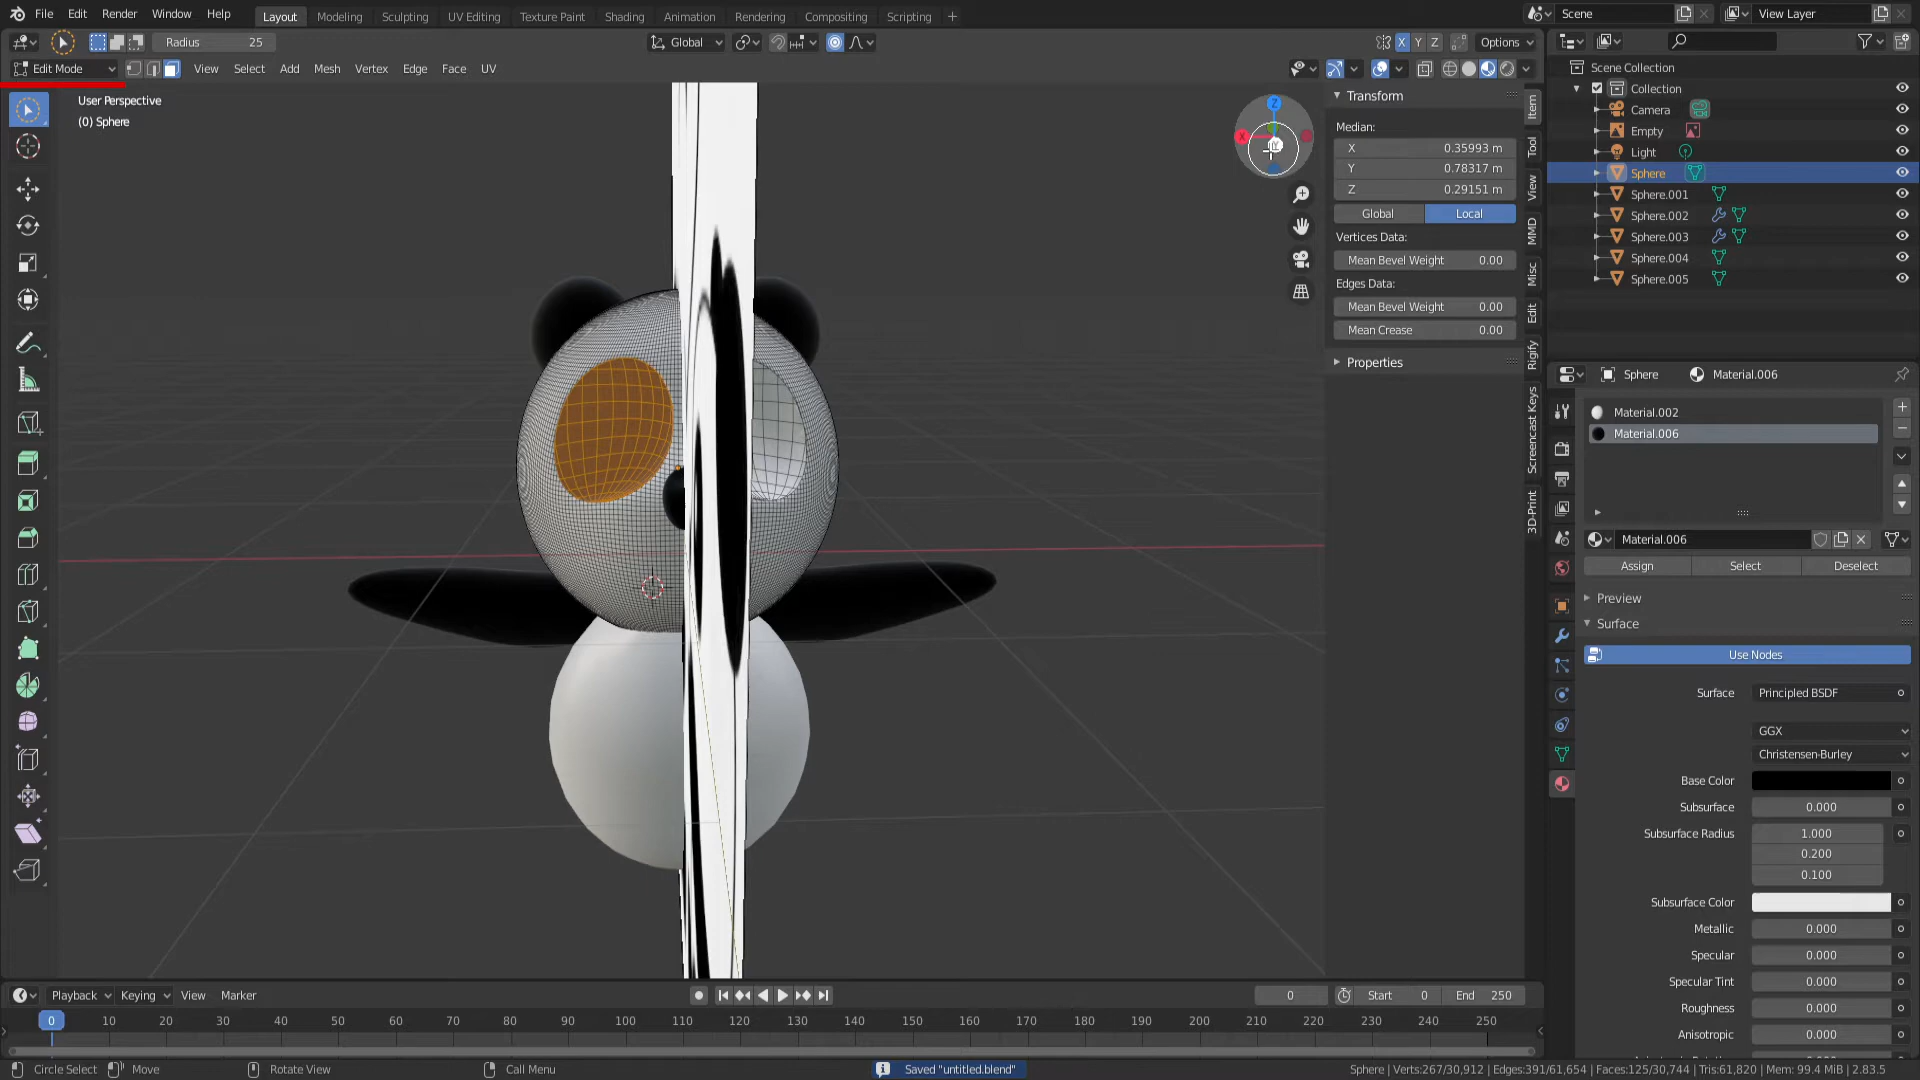 File Edit Render Window Help
Layout Modeling Sculpting UV Editing Texture Paint Shading Animation Rendering Compositing Scripting +
Scene
View Layer
Radius 25
Global
X Y Z Options
Edit Mode
View Select Add Mesh Vertex Edge Face UV
User Perspective
(0) Sphere
Z
X
Y
Transform
Median:
X 0.35993 m
Y 0.78317 m
Z 0.29151 m
Global Local
Vertices Data:
Mean Bevel Weight 0.00
Edges Data:
Mean Bevel Weight 0.00
Mean Crease 0.00
Properties
Item
Tool
View
MMD
Misc
Edit
Rigify
Screencast Keys
3D-Print
Scene Collection
Collection
Camera
Empty
Light
Sphere
Sphere.001
Sphere.002
Sphere.003
Sphere.004
Sphere.005
Sphere Material.006
Material.002
Material.006
Material.006
Assign Select Deselect
Preview
Surface
Use Nodes
Surface Principled BSDF
GGX
Christensen-Burley
Base Color
Subsurface 0.000
Subsurface Radius 1.000
0.200
0.100
Subsurface Color
Metallic 0.000
Specular 0.000
Specular Tint 0.000
Roughness 0.000
Anisotropic 0.000
Playback Keying View Marker
0 Start 0 End 250
0 10 20 30 40 50 60 70 80 90 100 110 120 130 140 150 160 170 180 190 200 210 220 230 240 250
Circle Select Move Rotate View Call Menu
Saved "untitled.blend"
Sphere | Verts:267/30,912 | Edges:391/61,654 | Faces:125/30,744 | Tris:61,820 | Mem: 99.4 MiB | 2.83.5